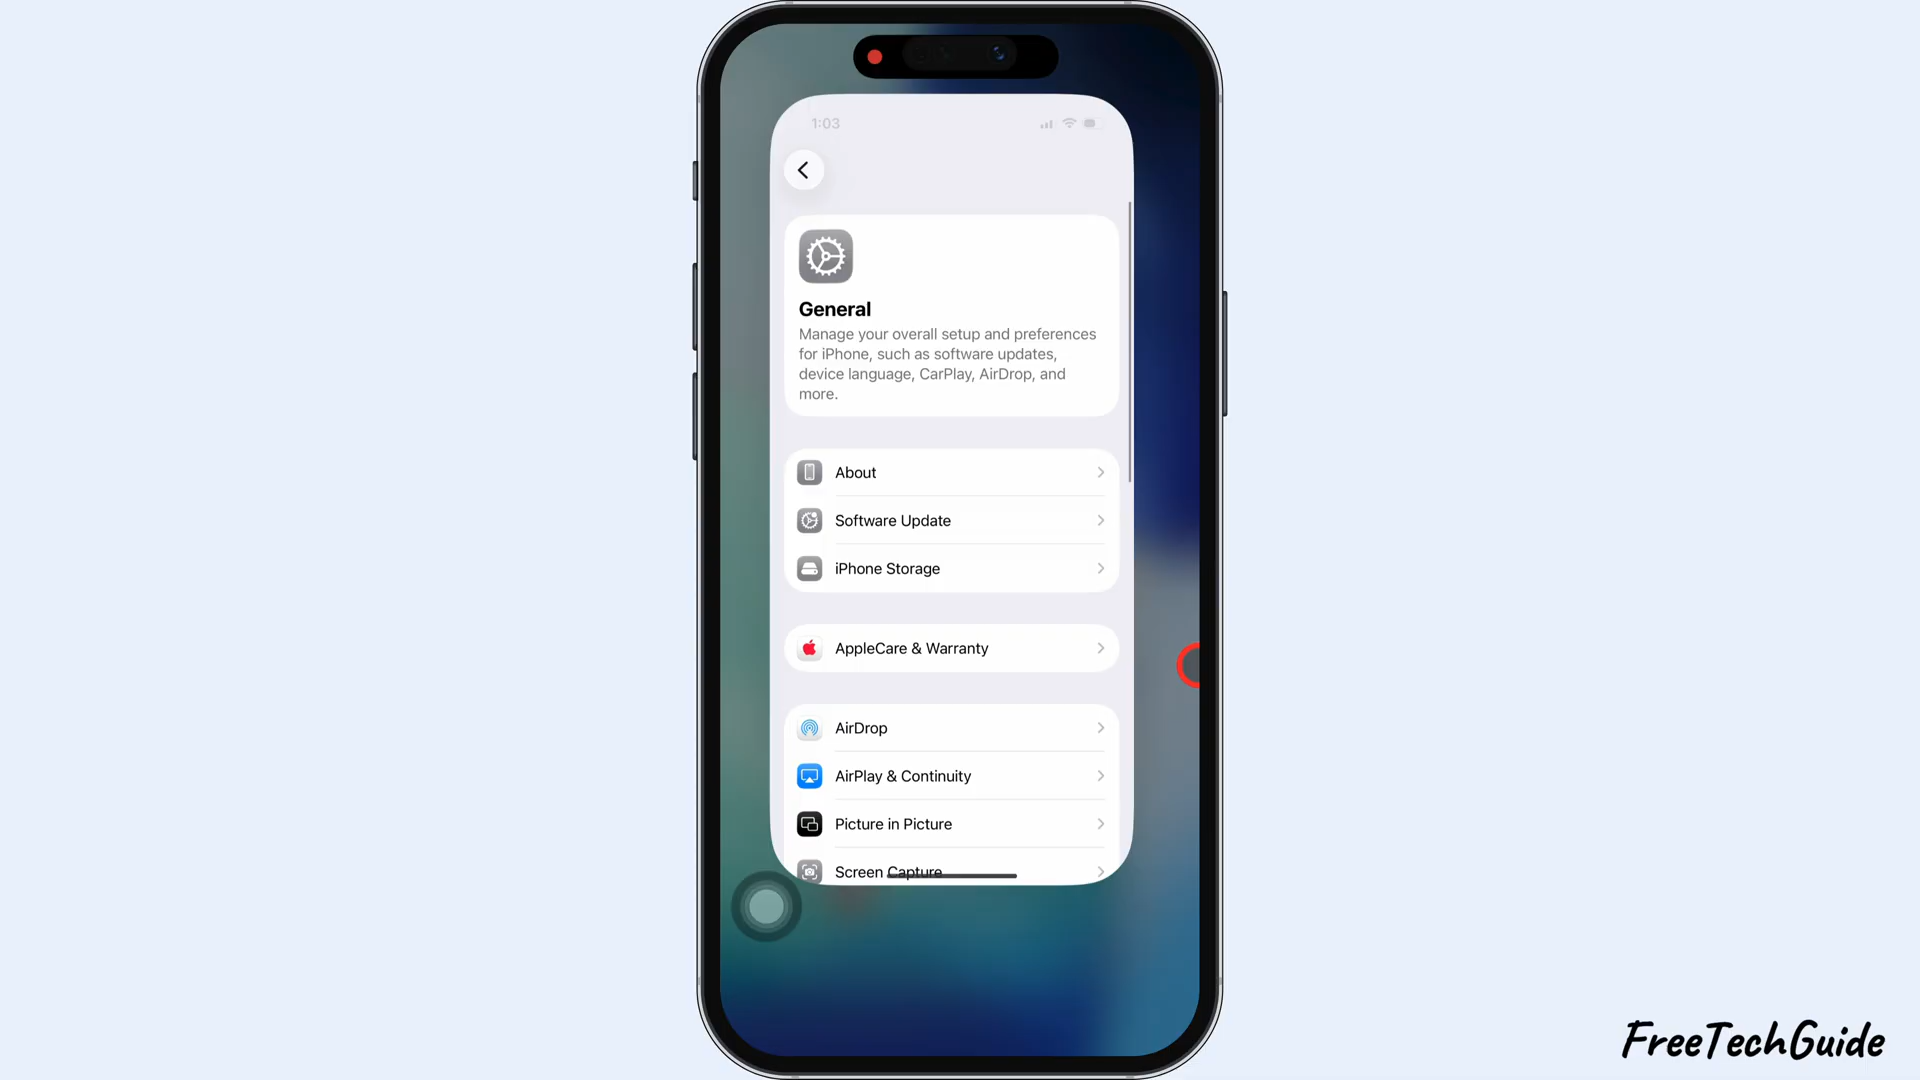 1:03
General
Manage your overall setup and preferences
for iPhone, such as software updates,
device language, CarPlay, AirDrop, and
more.
About
Software Update
iPhone Storage
AppleCare & Warranty
AirDrop
AirPlay & Continuity
Picture in Picture
Screen Capture
FreeTechGuide